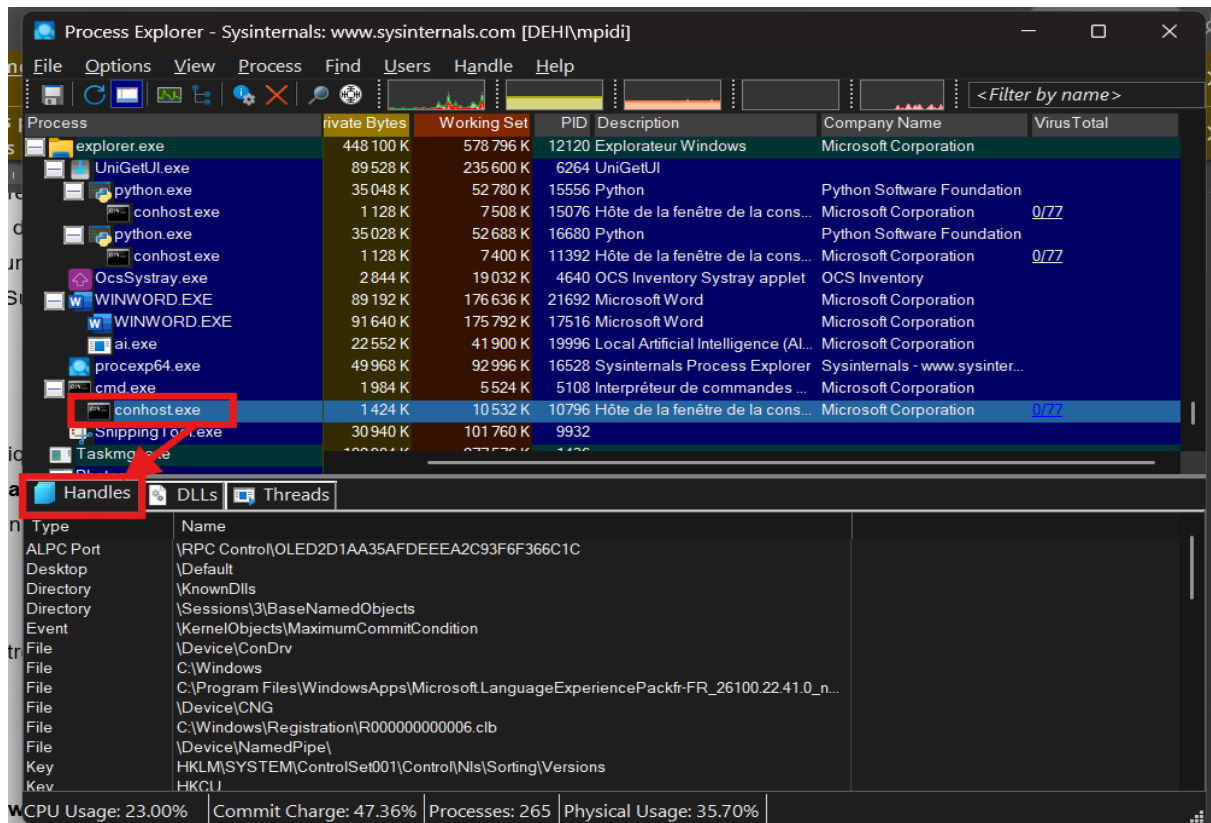 Process Explorer - Sysinternals: www.sysinternals.com [DEHI\mpidi]
File Options View Process Find Users Handle Help
<Filter by name>
Process rivate Bytes Working Set PID Description Company Name VirusTotal
explorer.exe 448 100 K 578 796 K 12120 Explorateur Windows Microsoft Corporation
UniGetUI.exe 89 528 K 235 600 K 6264 UniGetUI
python.exe 35 048 K 52 780 K 15556 Python Python Software Foundation
conhost.exe 1 128 K 7 508 K 15076 Hôte de la fenêtre de la cons... Microsoft Corporation 0/77
python.exe 35 028 K 52 688 K 16680 Python Python Software Foundation
conhost.exe 1 128 K 7 400 K 11392 Hôte de la fenêtre de la cons... Microsoft Corporation 0/77
OcsSystray.exe 2 844 K 19 032 K 4640 OCS Inventory Systray applet OCS Inventory
WINWORD.EXE 89 192 K 176 636 K 21692 Microsoft Word Microsoft Corporation
WINWORD.EXE 91 640 K 175 792 K 17516 Microsoft Word Microsoft Corporation
ai.exe 22 552 K 41 900 K 19996 Local Artificial Intelligence (AI... Microsoft Corporation
procexp64.exe 49 968 K 92 996 K 16528 Sysinternals Process Explorer Sysinternals - www.sysinter...
cmd.exe 1 984 K 5 524 K 5108 Interpréteur de commandes ... Microsoft Corporation
conhost.exe 1 424 K 10 532 K 10796 Hôte de la fenêtre de la cons... Microsoft Corporation 0/77
SnippingTool.exe 30 940 K 101 760 K 9932
Handles DLLs Threads
Type Name
ALPC Port \RPC Control\OLED2D1AA35AFDEEEA2C93F6F366C1C
Desktop \Default
Directory \KnownDlls
Directory \Sessions\3\BaseNamedObjects
Event \KernelObjects\MaximumCommitCondition
File \Device\ConDrv
File C:\Windows
File C:\Program Files\WindowsApps\Microsoft.LanguageExperiencePackfr-FR_26100.22.41.0_n...
File \Device\CNG
File C:\Windows\Registration\R000000000006.clb
File \Device\NamedPipe\
Key HKLM\SYSTEM\ControlSet001\Control\Nls\Sorting\Versions
Key HKCU
CPU Usage: 23.00% Commit Charge: 47.36% Processes: 265 Physical Usage: 35.70%